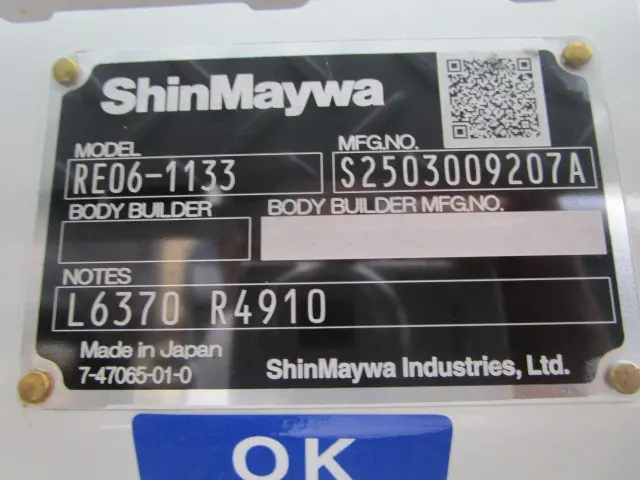 ShinMaywa
MODEL
RE06-1133
MFG.NO.
S2503009207A
BODY BUILDER
BODY BUILDER MFG.NO.
NOTES
L6370 R4910
Made in Japan
7-47065-01-0
ShinMaywa Industries, Ltd.
OK